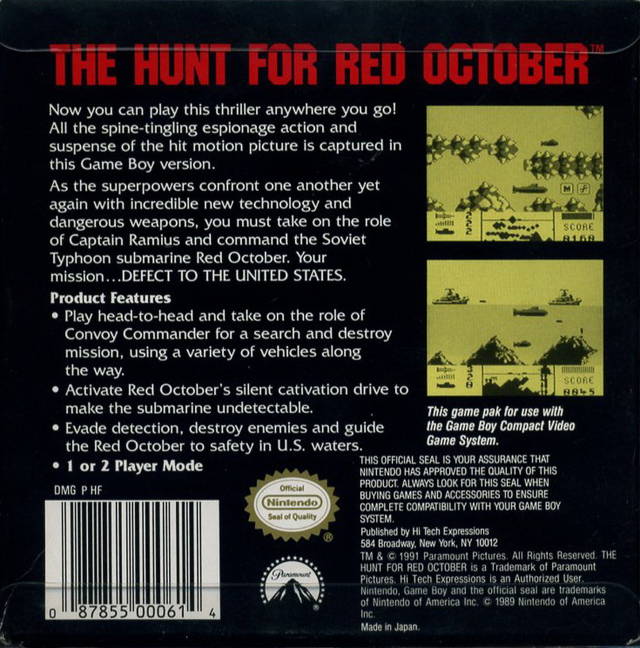 THE HUNT FOR RED OCTOBER™
Now you can play this thriller anywhere you go!
All the spine-tingling espionage action and
suspense of the hit motion picture is captured in
this Game Boy version.
As the superpowers confront one another yet
again with incredible new technology and
dangerous weapons, you must take on the role
of Captain Ramius and command the Soviet
Typhoon submarine Red October. Your
mission...DEFECT TO THE UNITED STATES.
Product Features
• Play head-to-head and take on the role of
Convoy Commander for a search and destroy
mission, using a variety of vehicles along
the way.
• Activate Red October's silent cativation drive to
make the submarine undetectable.
• Evade detection, destroy enemies and guide
the Red October to safety in U.S. waters.
• 1 or 2 Player Mode
M
SCORE
0160
SCORE
0045
This game pak for use with
the Game Boy Compact Video
Game System.
DMG P HF
0 87855 00061 4
Official
Nintendo
Seal of Quality
®
Paramount
THIS OFFICIAL SEAL IS YOUR ASSURANCE THAT
NINTENDO HAS APPROVED THE QUALITY OF THIS
PRODUCT. ALWAYS LOOK FOR THIS SEAL WHEN
BUYING GAMES AND ACCESSORIES TO ENSURE
COMPLETE COMPATIBILITY WITH YOUR GAME BOY
SYSTEM.
Published by Hi Tech Expressions
584 Broadway, New York, NY 10012
TM & © 1991 Paramount Pictures. All Rights Reserved. THE
HUNT FOR RED OCTOBER is a Trademark of Paramount
Pictures. Hi Tech Expressions is an Authorized User.
Nintendo, Game Boy and the official seal are trademarks
of Nintendo of America Inc. © 1989 Nintendo of America
Inc.
Made in Japan.